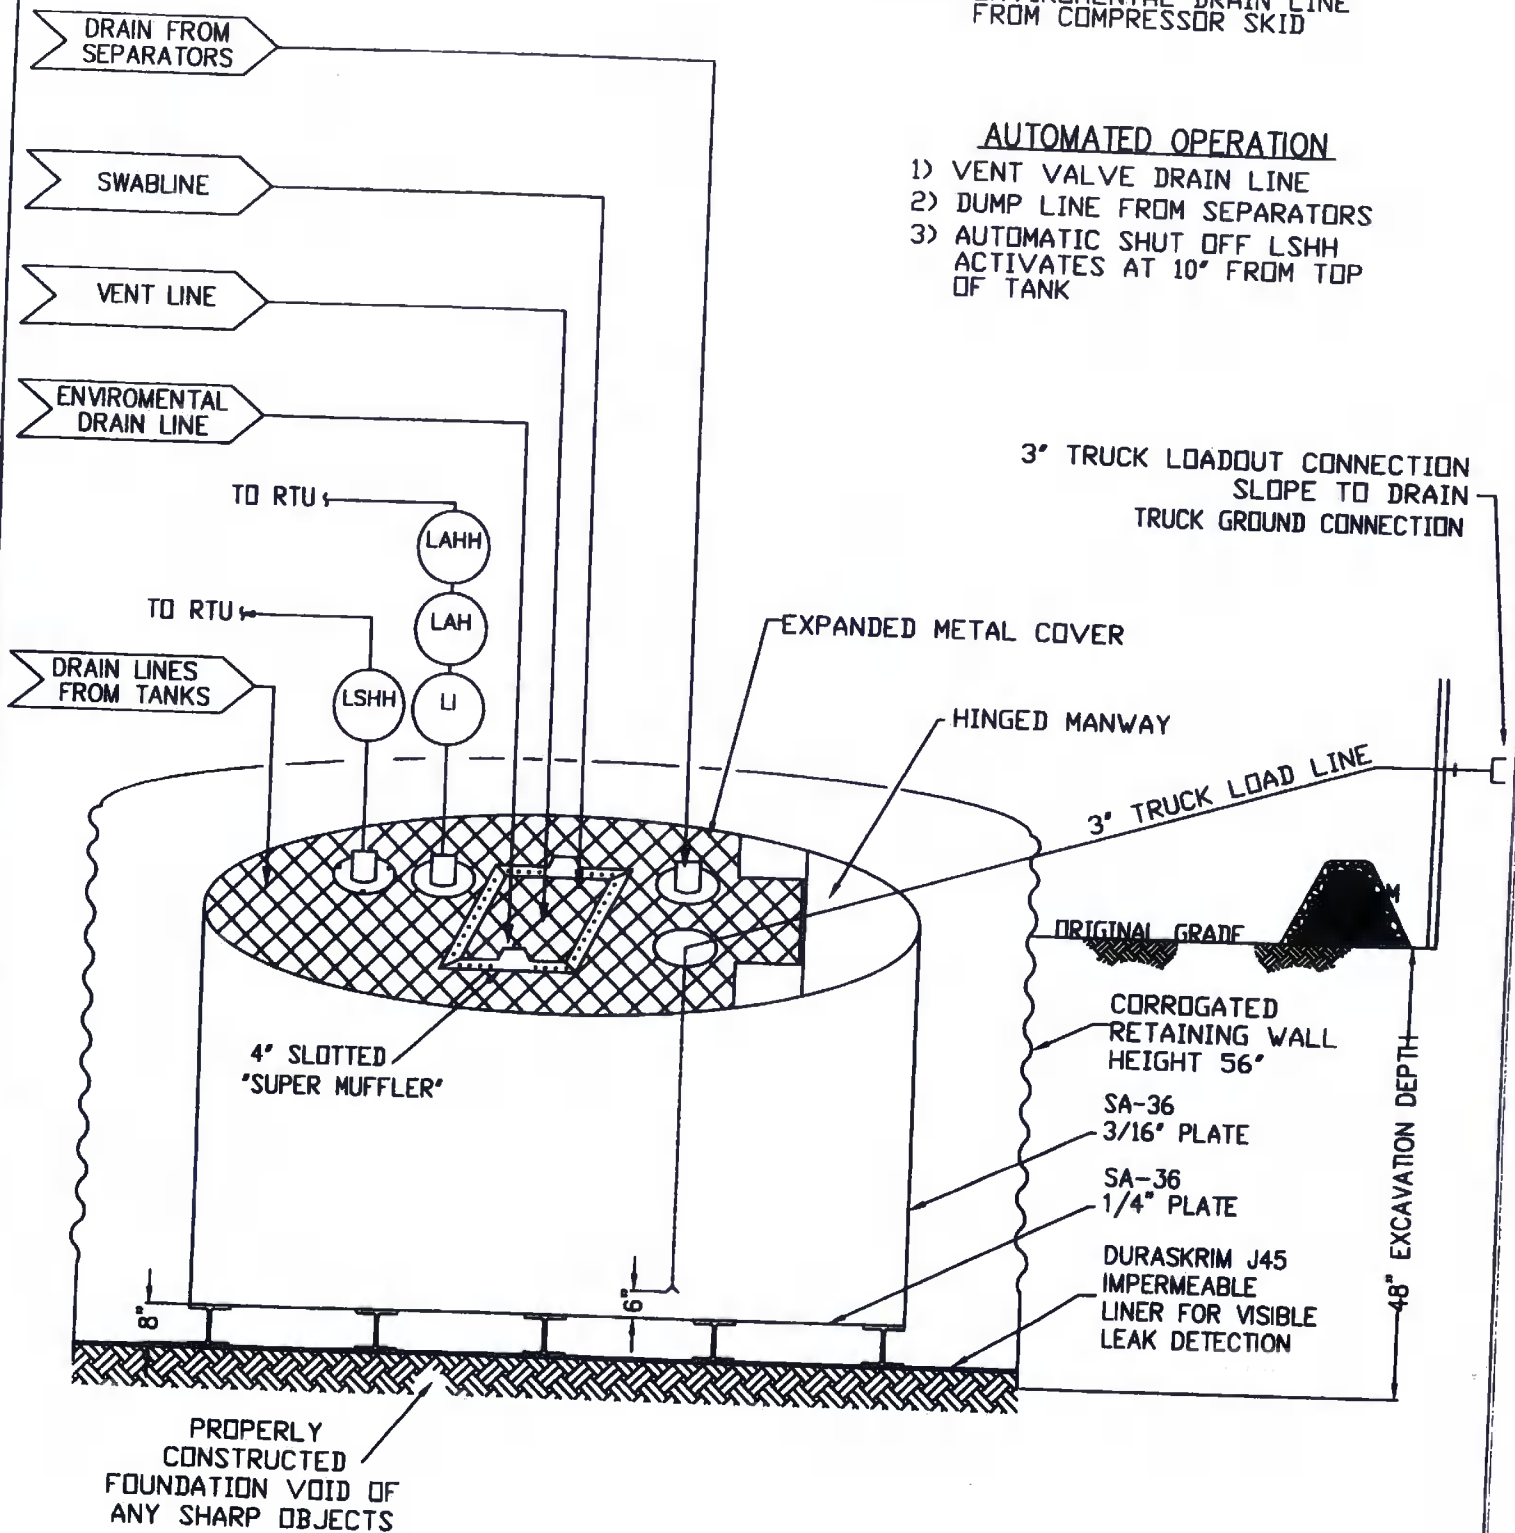 ENVIROMENTAL DRAIN LINE
FROM COMPRESSOR SKID
DRAIN FROM
SEPARATORS
AUTOMATED OPERATION
1) VENT VALVE DRAIN LINE
2) DUMP LINE FROM SEPARATORS
3) AUTOMATIC SHUT OFF LSHH
ACTIVATES AT 10" FROM TOP
OF TANK
SWABLINE
VENT LINE
ENVIROMENTAL
DRAIN LINE
3" TRUCK LOADOUT CONNECTION
SLOPE TO DRAIN
TRUCK GROUND CONNECTION
TO RTU
LAHH
TO RTU
LAH
EXPANDED METAL COVER
DRAIN LINES
FROM TANKS
LSHH
LI
HINGED MANWAY
3" TRUCK LOAD LINE
ORIGINAL GRADE
CORROGATED
RETAINING WALL
HEIGHT 56"
4" SLOTTED
"SUPER MUFFLER"
SA-36
3/16" PLATE
SA-36
1/4" PLATE
48" EXCAVATION DEPTH
DURASKRIM J45
IMPERMEABLE
LINER FOR VISIBLE
LEAK DETECTION
8"
6"
PROPERLY
CONSTRUCTED
FOUNDATION VOID OF
ANY SHARP OBJECTS